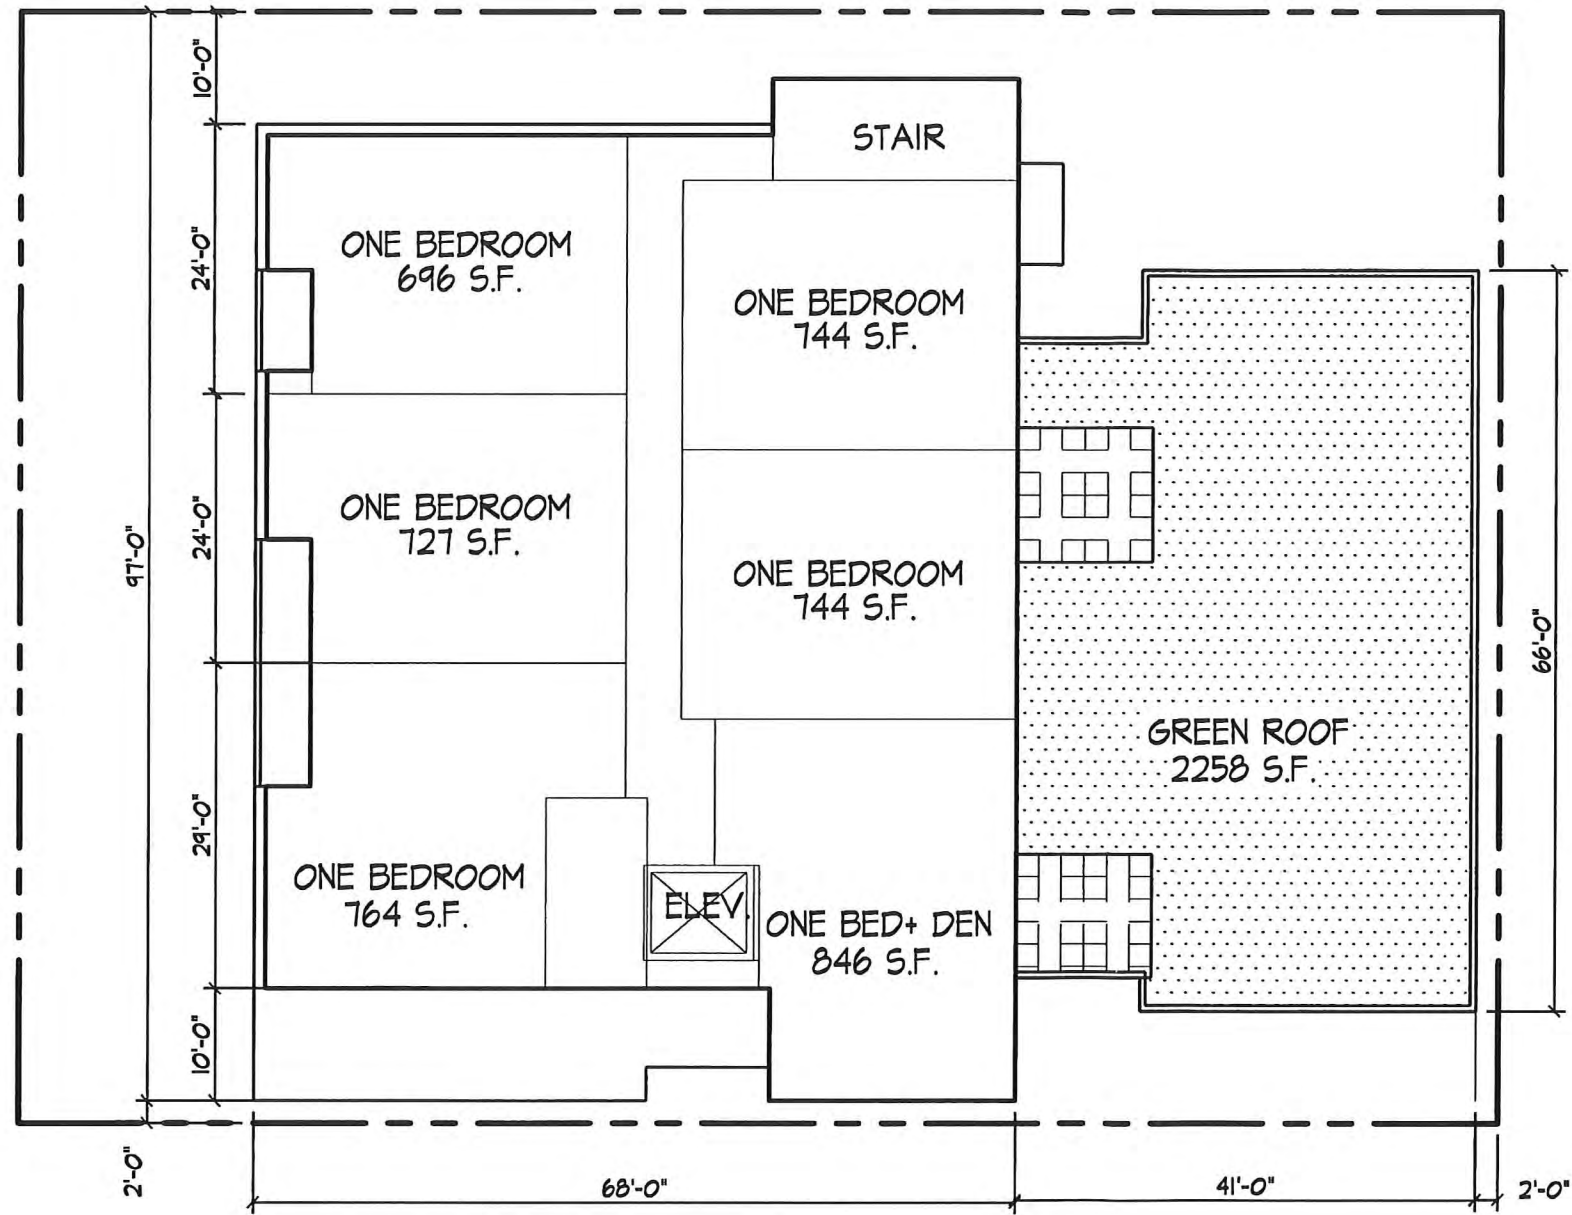 10'-0"
STAIR
24'-0"
ONE BEDROOM
696 S.F.
ONE BEDROOM
744 S.F.
97'-0"
24'-0"
ONE BEDROOM
727 S.F.
ONE BEDROOM
744 S.F.
66'-0"
GREEN ROOF
2258 S.F.
29'-0"
ONE BEDROOM
764 S.F.
ELEV.
ONE BED+ DEN
846 S.F.
10'-0"
2'-0"
68'-0"
41'-0"
2'-0"